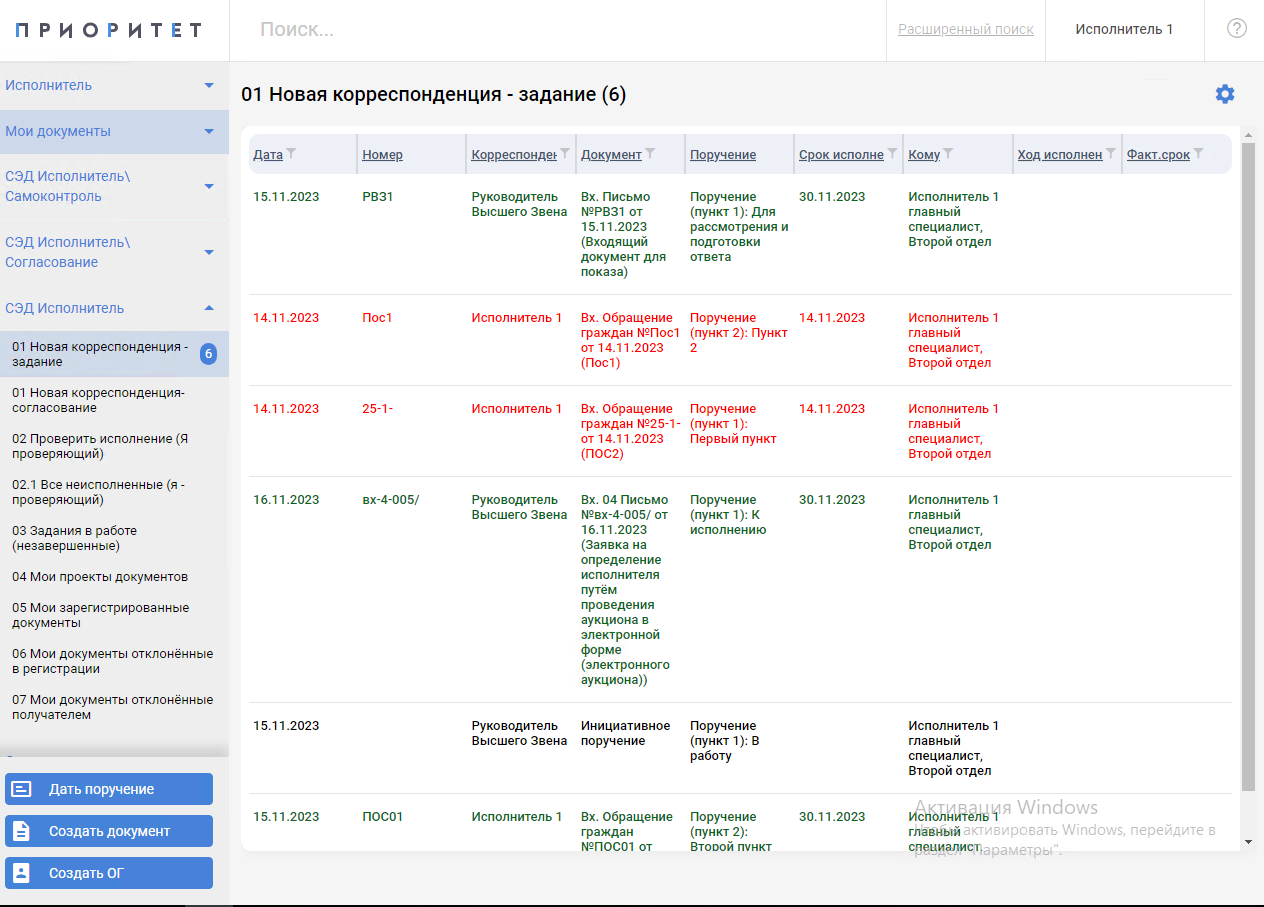 ПРИОРИТЕТ
Поиск...
Расширенный поиск
Исполнитель 1
?
Исполнитель
Мои документы
СЭД Исполнитель\
Самоконтроль
СЭД Исполнитель\
Согласование
СЭД Исполнитель
01 Новая корреспонденция -
задание
6
01 Новая корреспонденция-
согласование
02 Проверить исполнение (Я
проверяющий)
02.1 Все неисполненные (я -
проверяющий)
03 Задания в работе
(незавершенные)
04 Мои проекты документов
05 Мои зарегистрированные
документы
06 Мои документы отклонённые
в регистрации
07 Мои документы отклонённые
получателем
Дать поручение
Создать документ
Создать ОГ
01 Новая корреспонденция - задание (6)
Дата
Номер
Корреспонден
Документ
Поручение
Срок исполне
Кому
Ход исполнен
Факт.срок
15.11.2023
РВЗ1
Руководитель
Высшего Звена
Вх. Письмо
№РВЗ1 от
15.11.2023
(Входящий
документ для
показа)
Поручение
(пункт 1): Для
рассмотрения и
подготовки
ответа
30.11.2023
Исполнитель 1
главный
специалист,
Второй отдел
14.11.2023
Пос1
Исполнитель 1
Вх. Обращение
граждан №Пос1
от 14.11.2023
(Пос1)
Поручение
(пункт 2): Пункт
2
14.11.2023
Исполнитель 1
главный
специалист,
Второй отдел
14.11.2023
25-1-
Исполнитель 1
Вх. Обращение
граждан №25-1-
от 14.11.2023
(ПОС2)
Поручение
(пункт 1):
Первый пункт
14.11.2023
Исполнитель 1
главный
специалист,
Второй отдел
16.11.2023
вх-4-005/
Руководитель
Высшего Звена
Вх. 04 Письмо
№вх-4-005/ от
16.11.2023
(Заявка на
определение
исполнителя
путём
проведения
аукциона в
электронной
форме
(электронного
аукциона))
Поручение
(пункт 1): К
исполнению
30.11.2023
Исполнитель 1
главный
специалист,
Второй отдел
15.11.2023
Руководитель
Высшего Звена
Инициативное
поручение
Поручение
(пункт 1): В
работу
Исполнитель 1
главный
специалист,
Второй отдел
15.11.2023
ПОС01
Исполнитель 1
Вх. Обращение
граждан
№ПОС01 от
Поручение
(пункт 2):
Второй пункт
30.11.2023
Исполнитель 1
главный
специалист,
Активация Windows
Чтобы активировать Windows, перейдите в
раздел "Параметры".